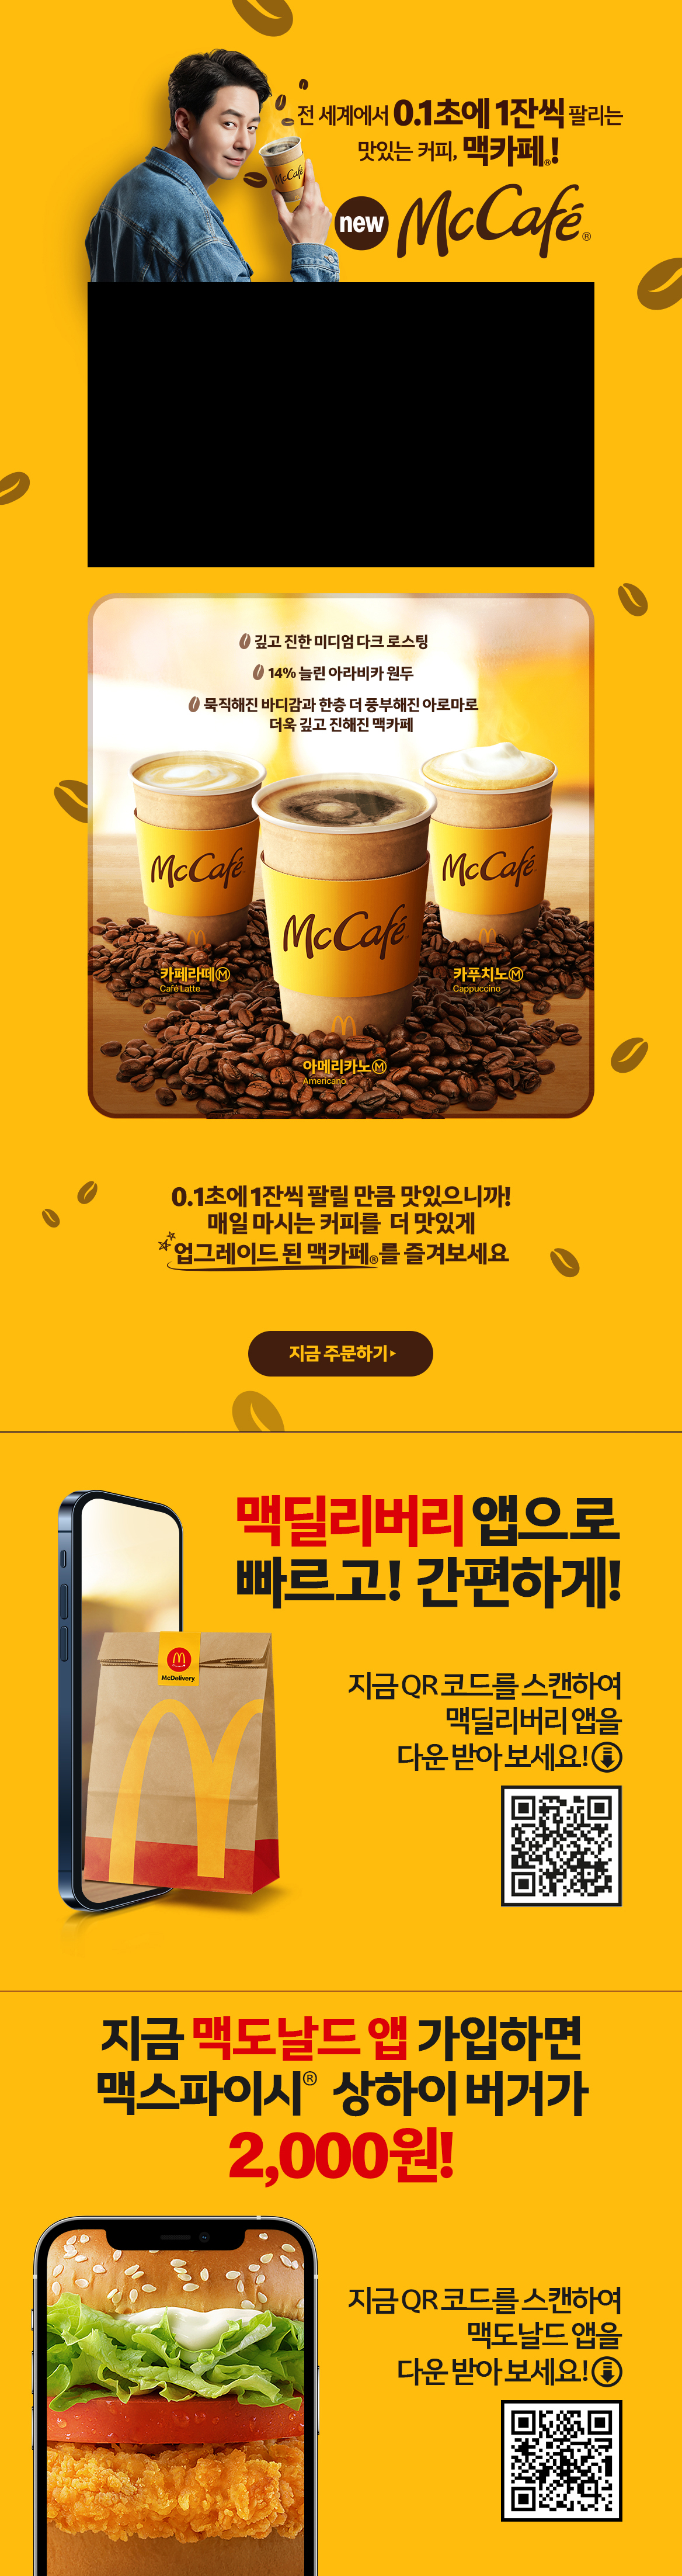 전 세계에서 0.1초에 1잔씩 팔리는
맛있는 커피, 맥카페®!
new McCafé®
McCafé
깊고 진한 미디엄 다크 로스팅
14% 늘린 아라비카 원두
묵직해진 바디감과 한층 더 풍부해진 아로마로
더욱 깊고 진해진 맥카페
McCafé
McCafé
McCafé
카페라떼Ⓜ
Café Latte
카푸치노Ⓜ
Cappuccino
아메리카노Ⓜ
Americano
0.1초에 1잔씩 팔릴 만큼 맛있으니까!
매일 마시는 커피를 더 맛있게
업그레이드 된 맥카페®를 즐겨보세요
지금 주문하기▸
맥딜리버리 앱으로
빠르고! 간편하게!
McDelivery
지금 QR 코드를 스캔하여
맥딜리버리 앱을
다운 받아 보세요!
지금 맥도날드 앱 가입하면
맥스파이시® 상하이 버거가
2,000원!
지금 QR 코드를 스캔하여
맥도날드 앱을
다운 받아 보세요!